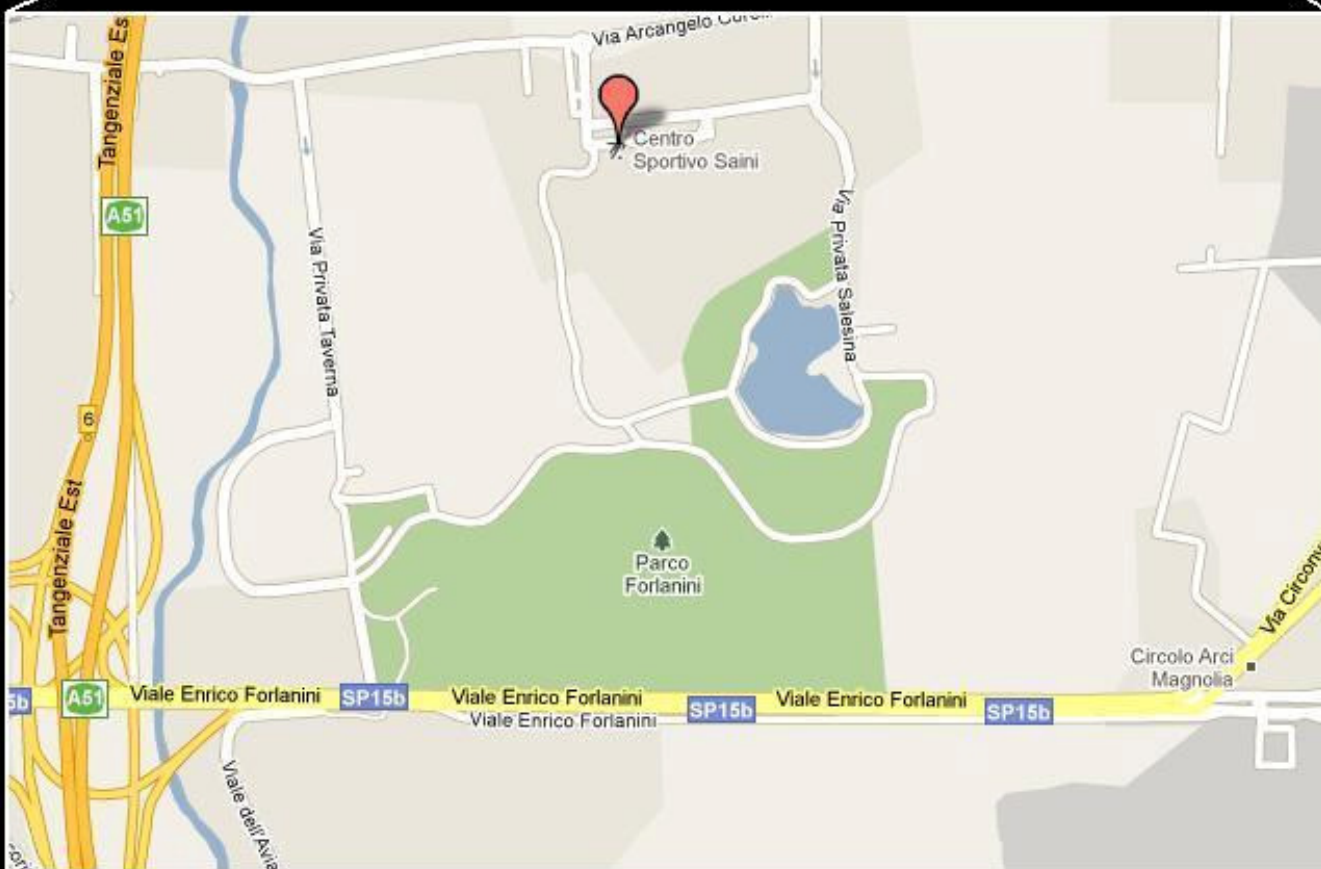 Via Arcangelo
Tangenziale Es
Centro
Sportivo Saini
A51
Via Privata Salesina
Via Privata Taverna
6
Tangenziale Est
Parco
Forlanini
Via Circonv
Circolo Arci
Magnolia
5b
A51
Viale Enrico Forlanini
SP15b
Viale Enrico Forlanini
SP15b
Viale Enrico Forlanini
SP15b
Viale Enrico Forlanini
Viale dell'Avia